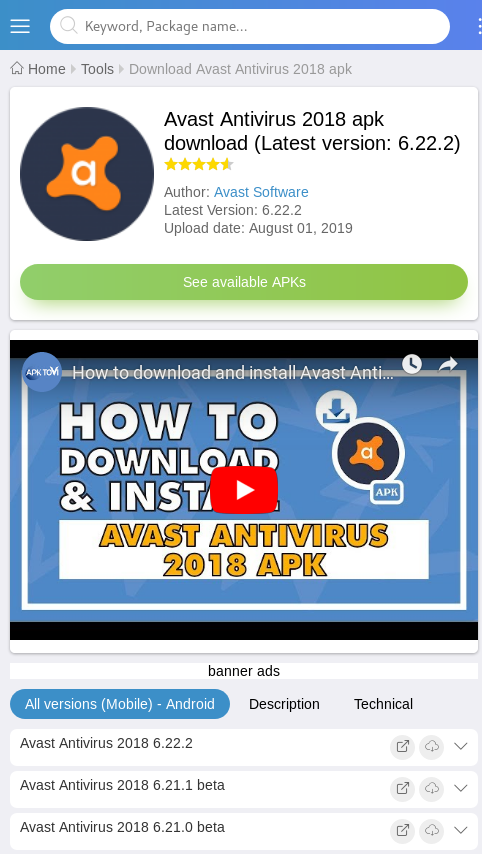 Keyword, Package name...
Home Tools Download Avast Antivirus 2018 apk
Avast Antivirus 2018 apk
download (Latest version: 6.22.2)
Author: Avast Software
Latest Version: 6.22.2
Upload date: August 01, 2019
See available APKs
How to download and install Avast Anti...
HOW TO
DOWNLOAD
& INSTALL
APK
AVAST ANTIVIRUS
2018 APK
banner ads
All versions (Mobile) - Android Description Technical
Avast Antivirus 2018 6.22.2
Avast Antivirus 2018 6.21.1 beta
Avast Antivirus 2018 6.21.0 beta